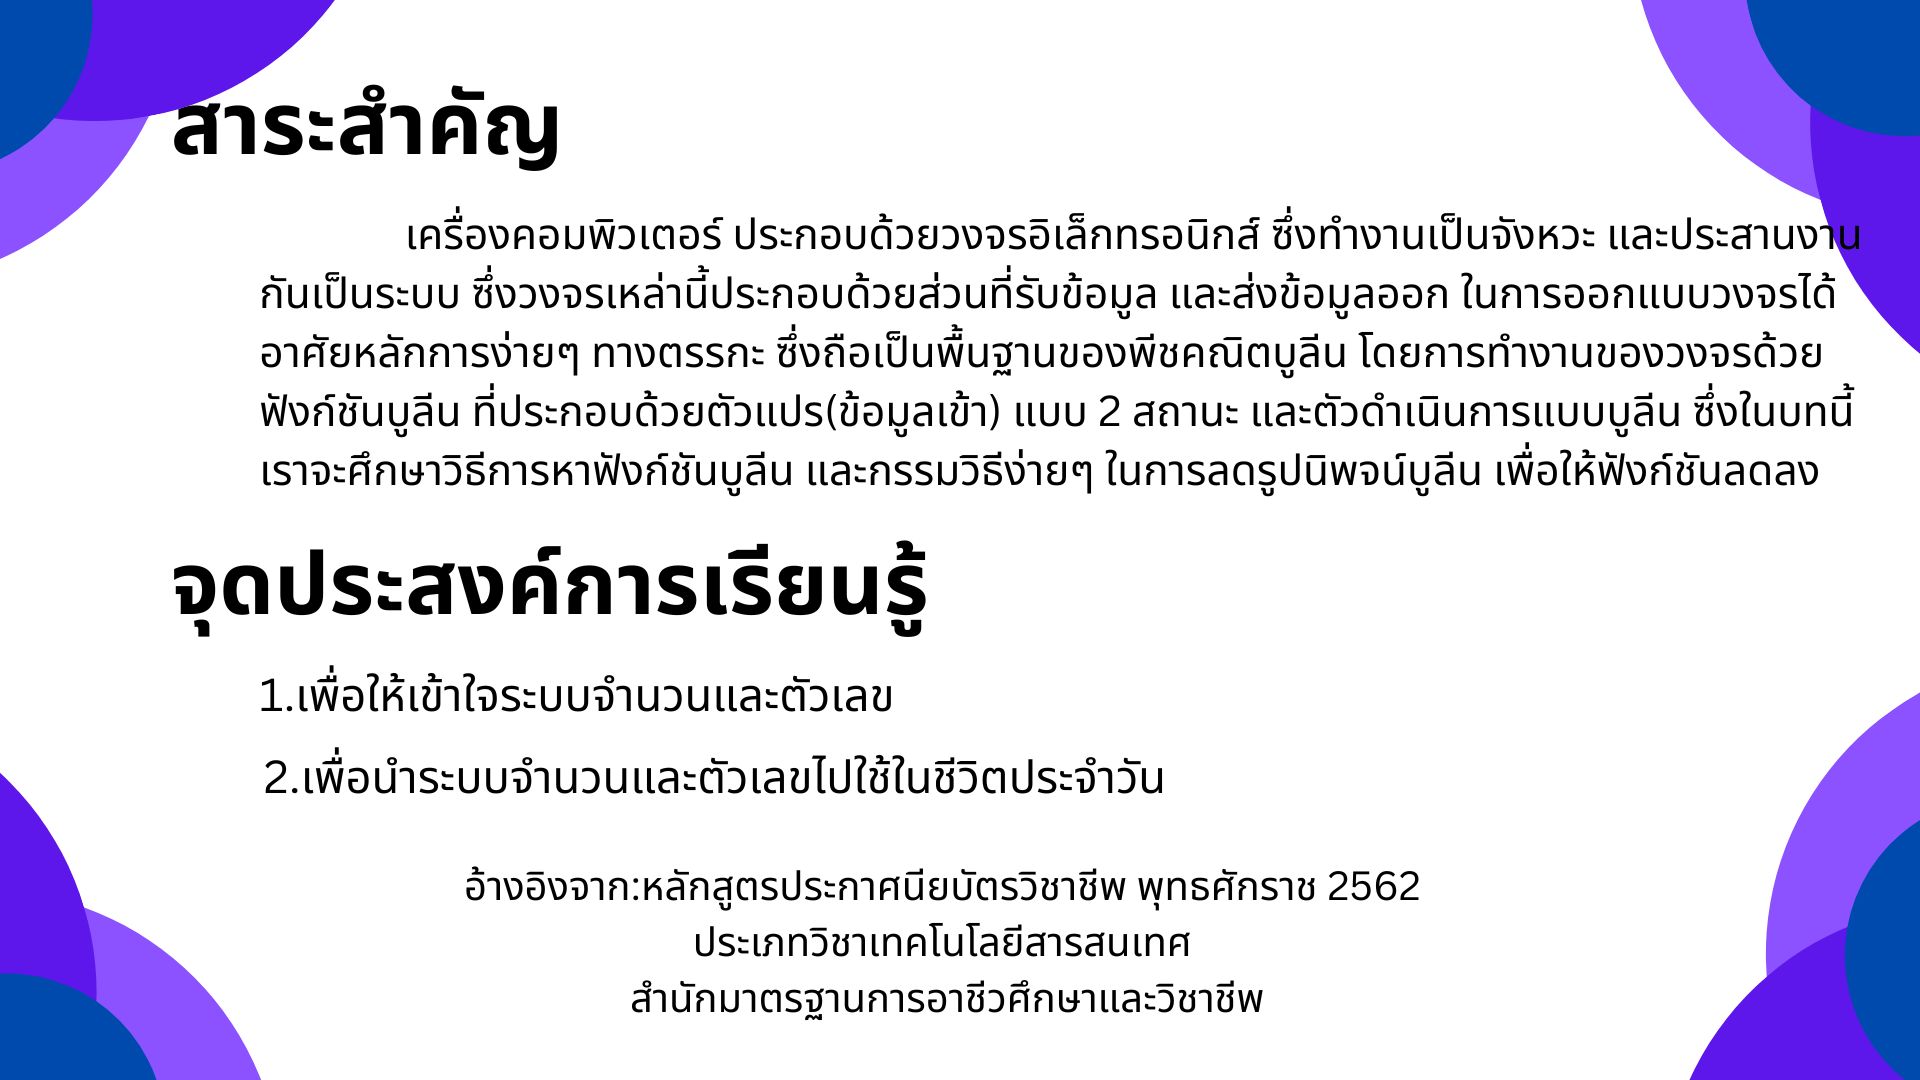 สาระสำคัญ
เครื่องคอมพิวเตอร์ ประกอบด้วยวงจรอิเล็กทรอนิกส์ ซึ่งทำงานเป็นจังหวะ และประสานงาน
กันเป็นระบบ ซึ่งวงจรเหล่านี้ประกอบด้วยส่วนที่รับข้อมูล และส่งข้อมูลออก ในการออกแบบวงจรได้
อาศัยหลักการง่ายๆ ทางตรรกะ ซึ่งถือเป็นพื้นฐานของพีชคณิตบูลีน โดยการทำงานของวงจรด้วย
ฟังก์ชันบูลีน ที่ประกอบด้วยตัวแปร(ข้อมูลเข้า) แบบ 2 สถานะ และตัวดำเนินการแบบบูลีน ซึ่งในบทนี้
เราจะศึกษาวิธีการหาฟังก์ชันบูลีน และกรรมวิธีง่ายๆ ในการลดรูปนิพจน์บูลีน เพื่อให้ฟังก์ชันลดลง
จุดประสงค์การเรียนรู้
1.เพื่อให้เข้าใจระบบจำนวนและตัวเลข
2.เพื่อนำระบบจำนวนและตัวเลขไปใช้ในชีวิตประจำวัน
อ้างอิงจาก:หลักสูตรประกาศนียบัตรวิชาชีพ พุทธศักราช 2562
ประเภทวิชาเทคโนโลยีสารสนเทศ
สำนักมาตรฐานการอาชีวศึกษาและวิชาชีพ